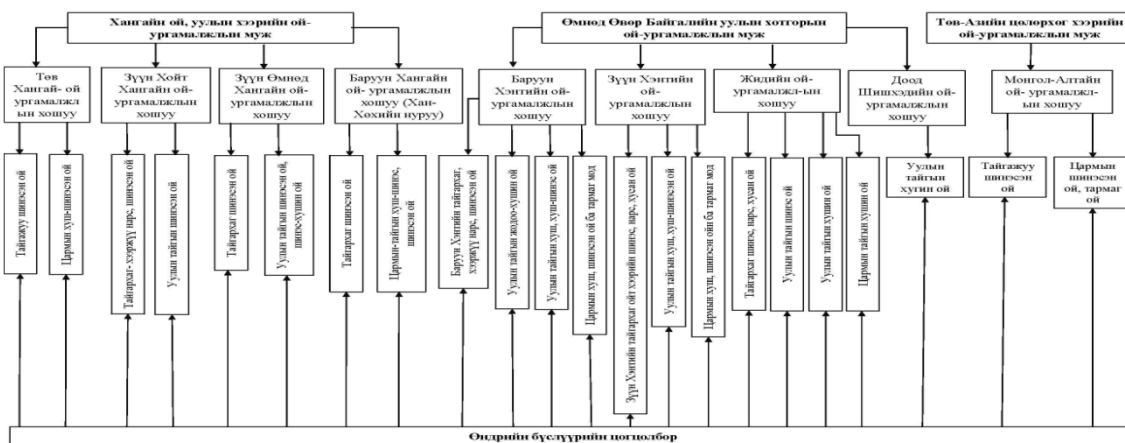 Хангайн ой, уулын хээрийн ой-
ургамалжлын муж
Өмнөд Өвөр Байгалийн уулын хотгорын
ой-ургамалжлын муж
Төв-Азийн цөлөрхөг хээрийн
ой-ургамалжлын муж
Төв
Хангай- ой
ургамалжл
ын хошуу
Зүүн Хойт
Хангайн ой-
ургамалжлын
хошуу
Зүүн Өмнөд
Хангайн ой-
ургамалжлын
хошуу
Баруун Хангайн
ой- ургамалжлын
хошуу (Хан-
Хөхийн нуруу)
Баруун
Хэнтийн ой-
ургамалжлын
хошуу
Зүүн Хэнтийн
ой-
ургамалжлын
хошуу
Жидийн ой-
ургамалжл-ын
хошуу
Доод
Шишхэдийн ой-
ургамалжлын
хошуу
Монгол-Алтайн
ой- ургамалжл-
ын хошуу
Тайгажуу шинэсэн ой
Цармын хуш-шинэсэн ой
Тайгархаг- хээржүү нарс, шинэсэн ой
Уулын тайгын шинэсэн ой
Тайгархаг шинэсэн ой
Уулын тайгын шинэсэн ой,
шинэс-хушин ой
Тайгархаг шинэсэн ой
Цармын-тайгын хуш-шинэс,
шинэсэн ой
Баруун Хэнтийн тайгархаг,
хээржүү нарс, шинэсэн ой
Уулын тайгын жодоо-хушин ой
Уулын тайгын хуш, хуш-шинэс ой
Цармын хуш, шинэсэн ой ба тармаг мод
Зүүн Хэнтийн тайгархаг ойт хээрийн шинэс, нарс, хусан ой
Уулын тайгын хуш, хуш-шинэсэн ой
Цармын хуш, шинэсэн ойн ба тармаг мод
Тайгархаг шинэс, нарс, хусан ой
Уулын тайгын шинэс ой
Уулын тайгын хушин ой
Цармын тайгын хушин ой
Уулын
тайгын
хугин ой
Тайгажуу
шинэсэн
ой
Цармын
шинэсэн
ой, тармаг
ой
Өндрийн бүслүүрийн цогцолбор